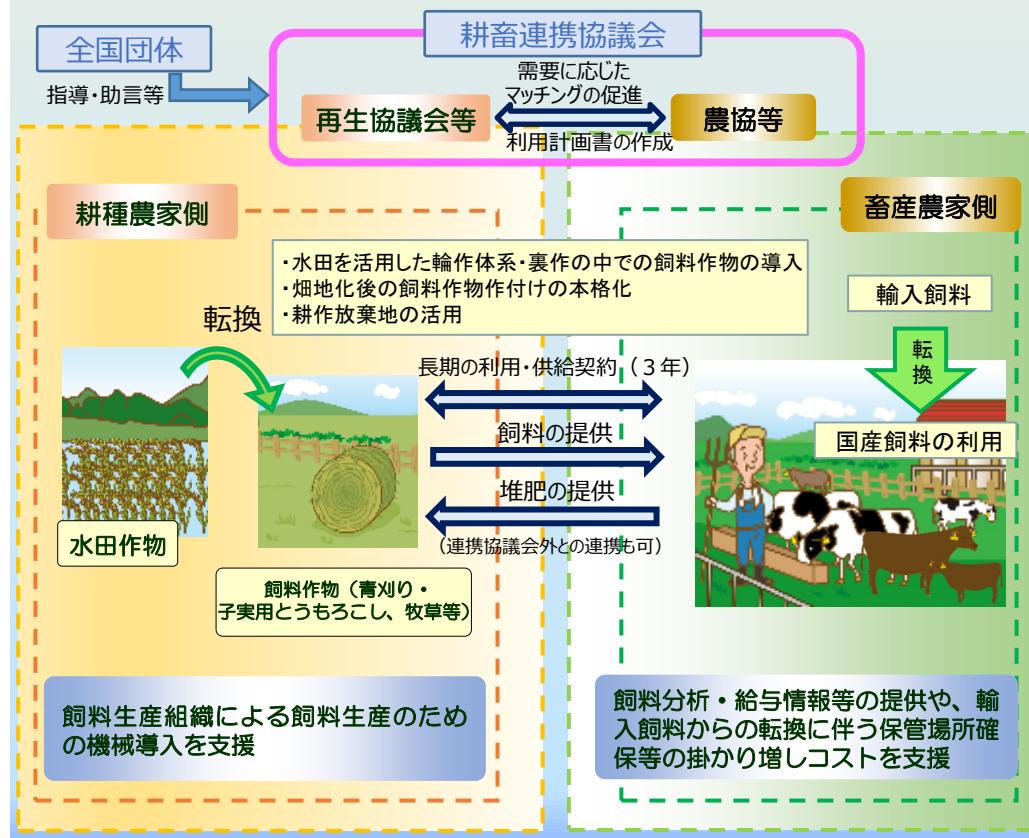 全国団体
指導・助言等
耕畜連携協議会
需要に応じた
マッチングの促進
再生協議会等
農協等
利用計画書の作成
耕種農家側
畜産農家側
・水田を活用した輪作体系・裏作の中での飼料作物の導入
・畑地化後の飼料作物作付けの本格化
・耕作放棄地の活用
輸入飼料
転換
転
換
長期の利用・供給契約（３年）
国産飼料の利用
飼料の提供
堆肥の提供
（連携協議会外との連携も可）
水田作物
飼料作物（青刈り・
子実用とうもろこし、牧草等）
飼料生産組織による飼料生産のため
の機械導入を支援
飼料分析・給与情報等の提供や、輸
入飼料からの転換に伴う保管場所確
保等の掛かり増しコストを支援